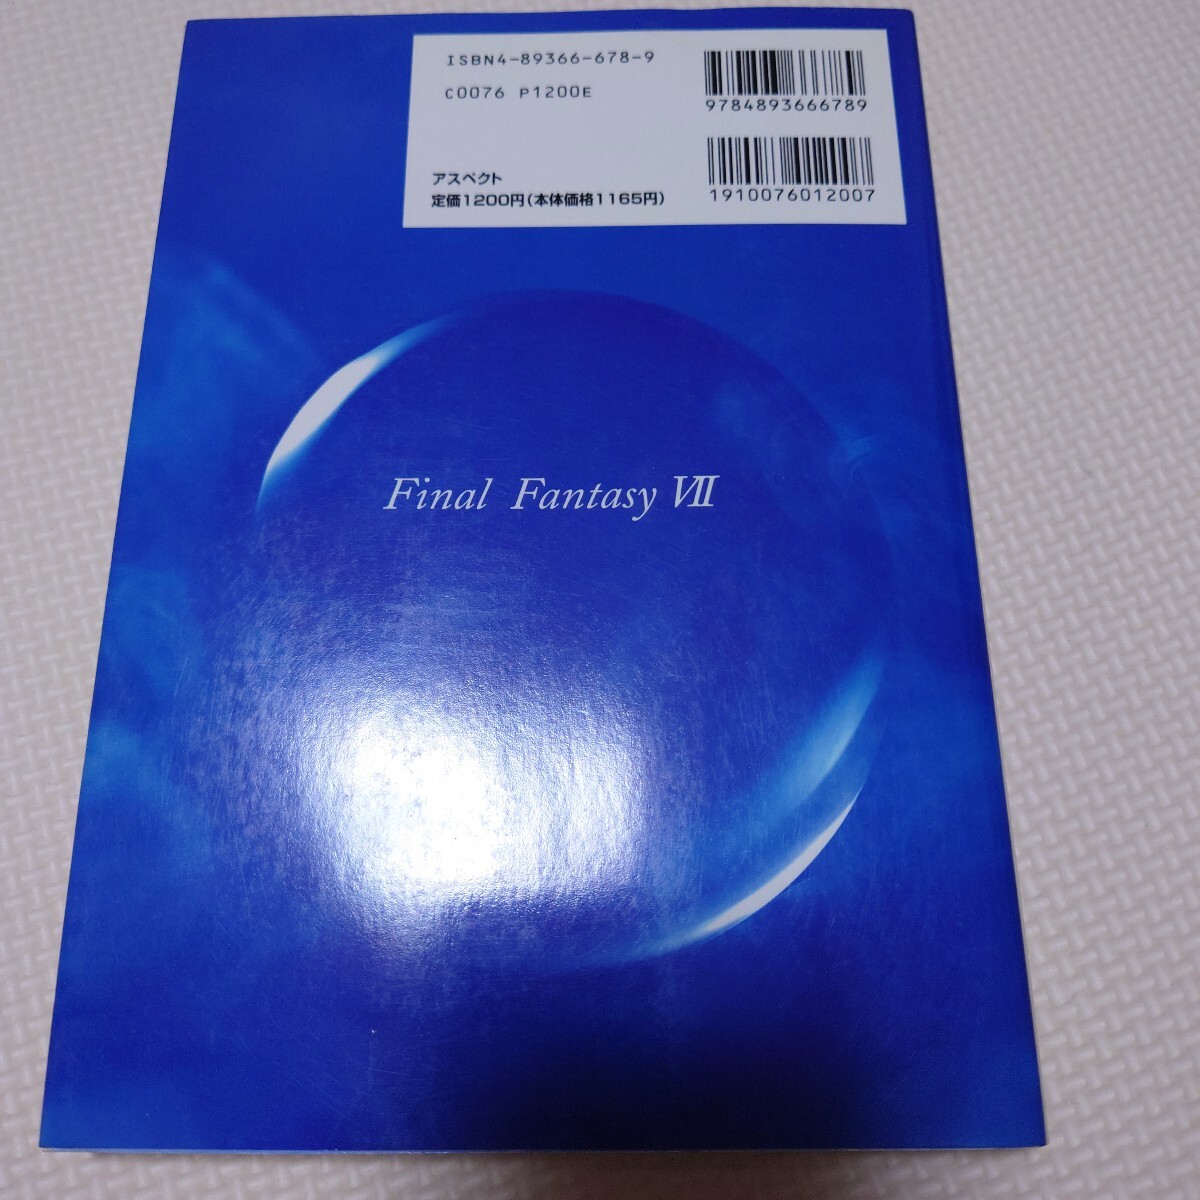 ISBN4-89366-678-9
C0076 P1200E
9784893666789
1910076012007
アスペクト
定価1200円(本体価格1165円)
Final Fantasy VII